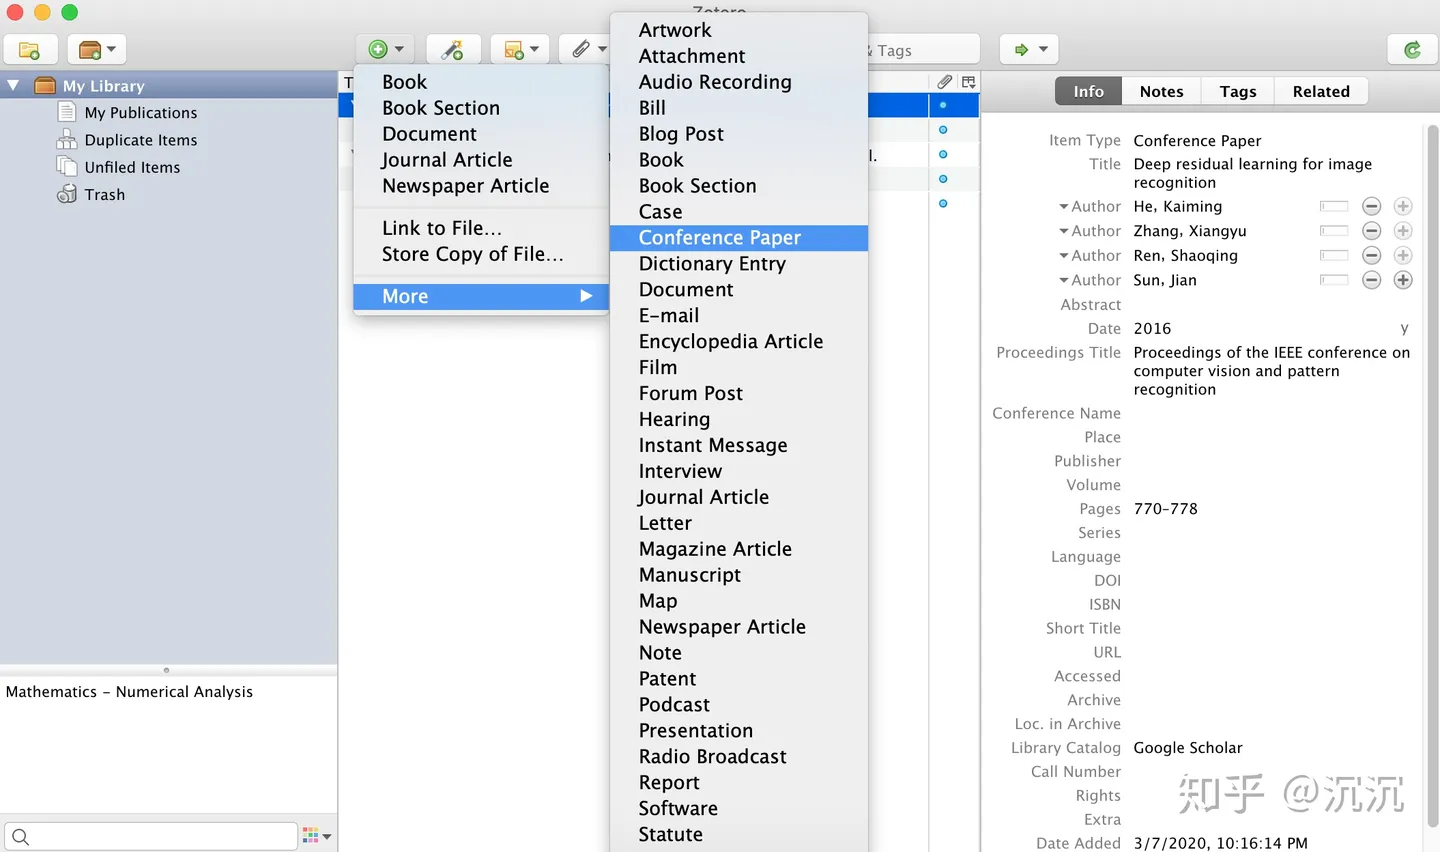 Zotero
& Tags
My Library
My Publications
Duplicate Items
Unfiled Items
Trash
Mathematics - Numerical Analysis
T
Book
Book Section
Document
Journal Article
Newspaper Article
Link to File...
Store Copy of File...
More
Artwork
Attachment
Audio Recording
Bill
Blog Post
Book
Book Section
Case
Conference Paper
Dictionary Entry
Document
E-mail
Encyclopedia Article
Film
Forum Post
Hearing
Instant Message
Interview
Journal Article
Letter
Magazine Article
Manuscript
Map
Newspaper Article
Note
Patent
Podcast
Presentation
Radio Broadcast
Report
Software
Statute
l.
Info Notes Tags Related
Item Type Conference Paper
Title Deep residual learning for image
recognition
Author He, Kaiming
Author Zhang, Xiangyu
Author Ren, Shaoqing
Author Sun, Jian
Abstract
Date 2016 y
Proceedings Title Proceedings of the IEEE conference on
computer vision and pattern
recognition
Conference Name
Place
Publisher
Volume
Pages 770-778
Series
Language
DOI
ISBN
Short Title
URL
Accessed
Archive
Loc. in Archive
Library Catalog Google Scholar
Call Number
Rights
Extra
Date Added 3/7/2020, 10:16:14 PM
知乎 @沉沉